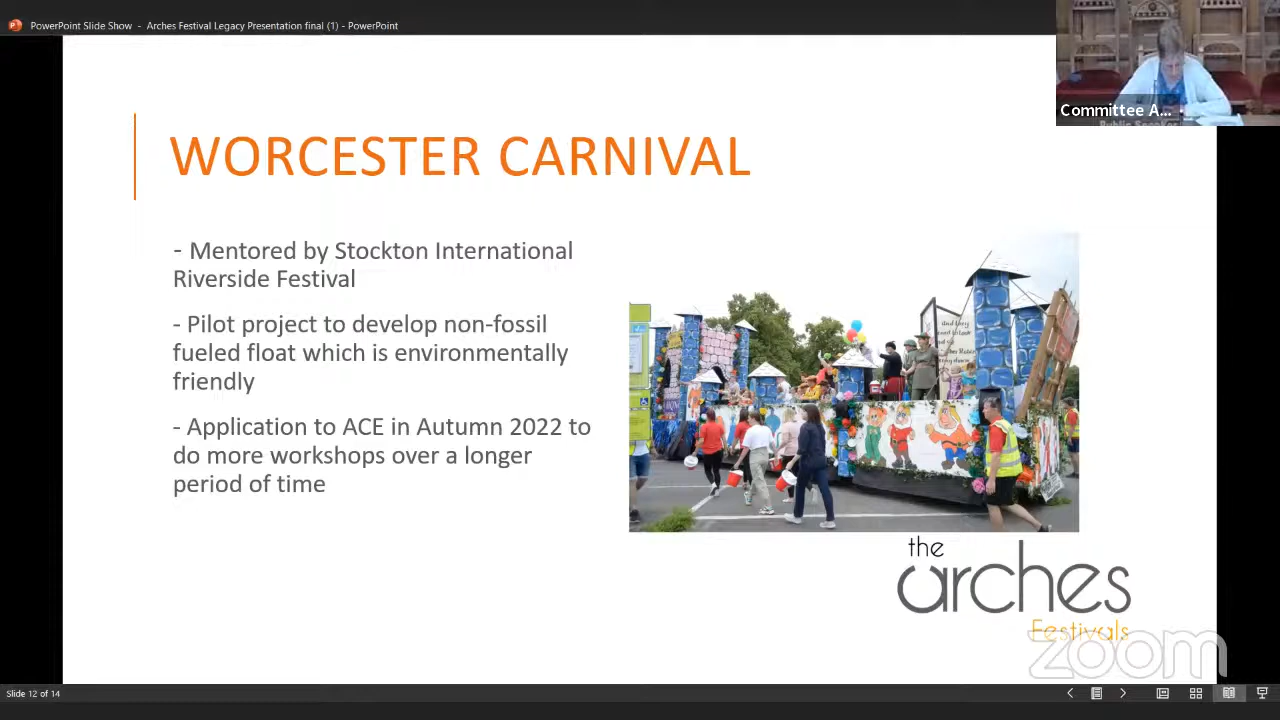 PowerPoint Slide Show - Arches Festival Legacy Presentation final (1) - PowerPoint
Committee A...
Public Speaker
WORCESTER CARNIVAL
- Mentored by Stockton International
Riverside Festival
- Pilot project to develop non-fossil
fueled float which is environmentally
friendly
- Application to ACE in Autumn 2022 to
do more workshops over a longer
period of time
the
arches
Festivals
zoom
Slide 12 of 14